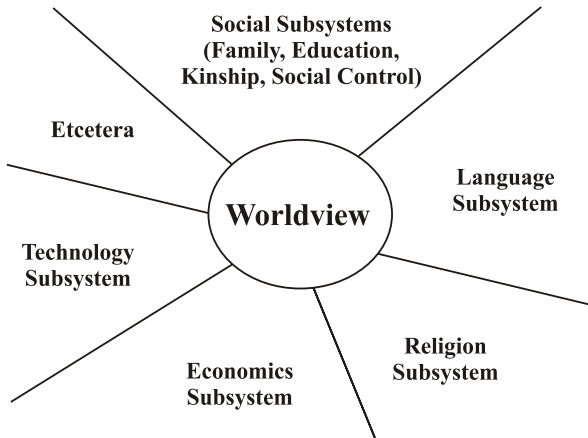 Social Subsystems
(Family, Education,
Kinship, Social Control)
Etcetera
Language
Subsystem
Worldview
Technology
Subsystem
Religion
Subsystem
Economics
Subsystem